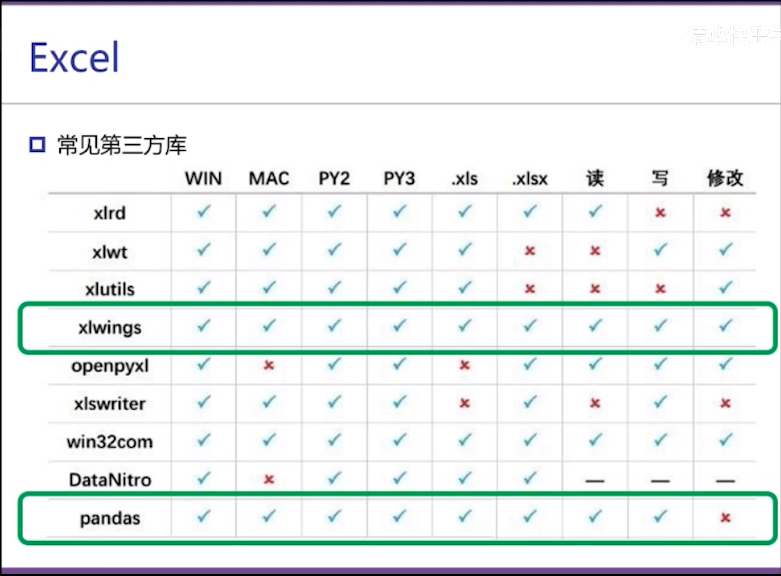 Excel
常见第三方库
WIN MAC PY2 PY3 .xls .xlsx 读 写 修改
xlrd ✓ ✓ ✓ ✓ ✓ ✓ ✓ ✗ ✗
xlwt ✓ ✓ ✓ ✓ ✓ ✗ ✗ ✓ ✓
xlutils ✓ ✓ ✓ ✓ ✓ ✗ ✗ ✗ ✓
xlwings ✓ ✓ ✓ ✓ ✓ ✓ ✓ ✓ ✓
openpyxl ✓ ✗ ✓ ✓ ✗ ✓ ✓ ✓ ✓
xlswriter ✓ ✓ ✓ ✓ ✗ ✓ ✗ ✓ ✗
win32com ✓ ✓ ✓ ✓ ✓ ✓ ✓ ✓ ✓
DataNitro ✓ ✗ ✓ ✓ ✓ ✓ — — —
pandas ✓ ✓ ✓ ✓ ✓ ✓ ✓ ✓ ✗